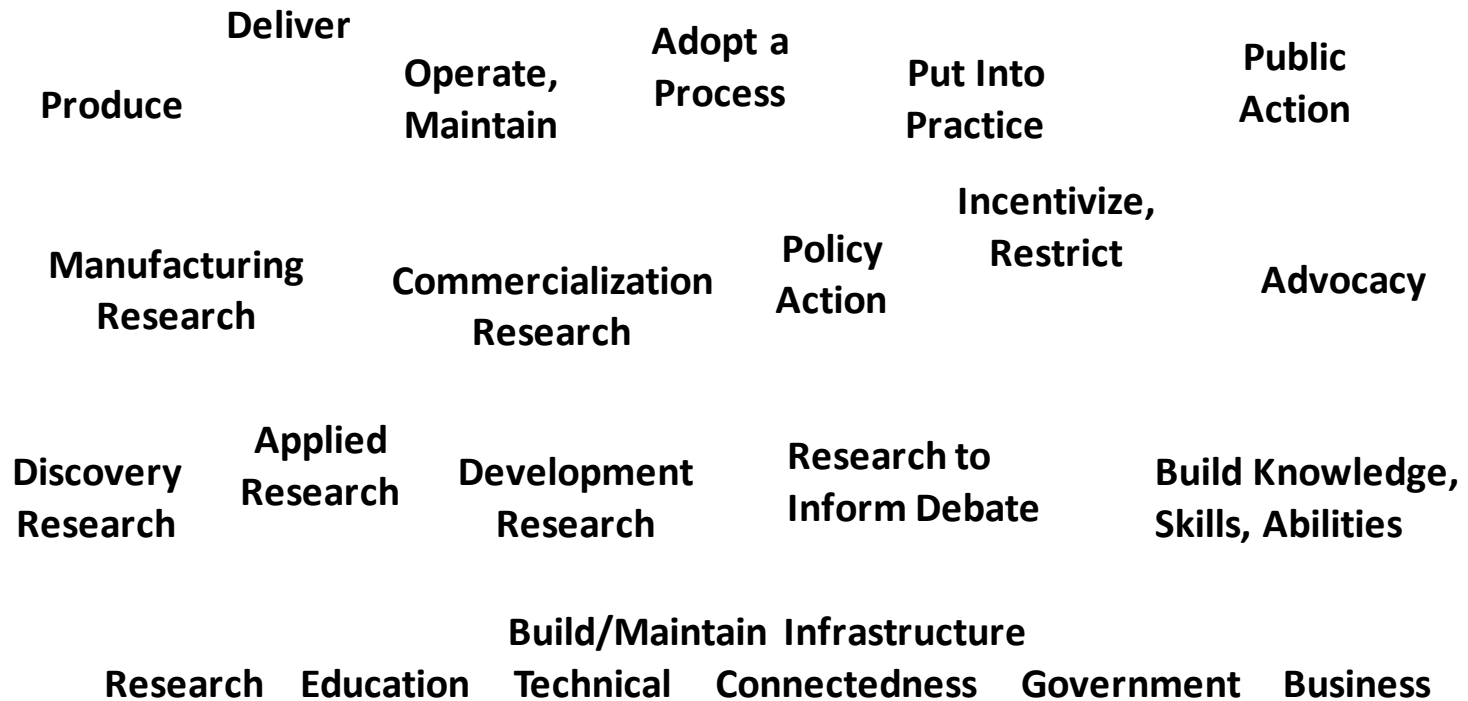 Deliver
Produce
Operate,
Maintain
Adopt a
Process
Put Into
Practice
Public
Action
Manufacturing
Research
Commercialization
Research
Policy
Action
Incentivize,
Restrict
Advocacy
Discovery
Research
Applied
Research
Development
Research
Research to
Inform Debate
Build Knowledge,
Skills, Abilities
Build/Maintain Infrastructure
Research Education Technical Connectedness Government Business